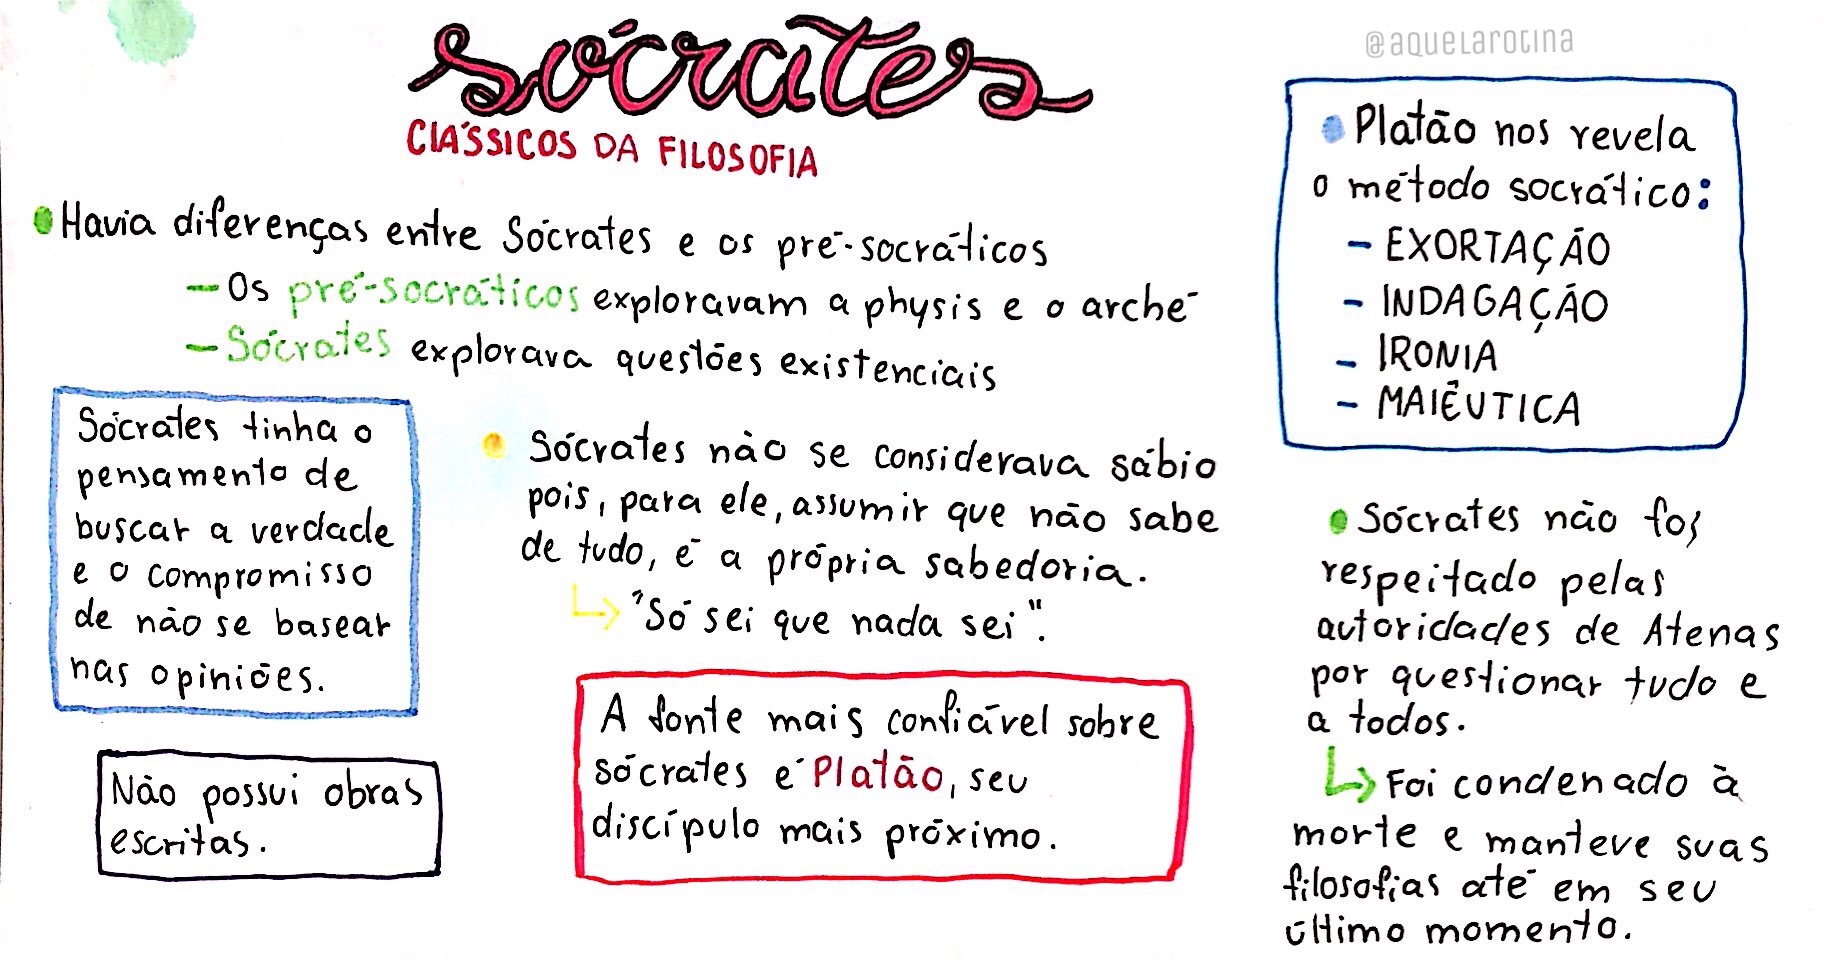 Sócrates
CLÁSSICOS DA FILOSOFIA
@aquelarotina
• Havia diferenças entre Sócrates e os pré-socráticos
— Os pré-socráticos exploravam a physis e o arché
— Sócrates explorava questões existenciais
Sócrates tinha o
pensamento de
buscar a verdade
e o compromisso
de não se basear
nas opiniões.
Não possui obras
escritas.
• Sócrates não se considerava sábio
pois, para ele, assumir que não sabe
de tudo, é a própria sabedoria.
↳ "Só sei que nada sei".
A fonte mais confiável sobre
sócrates é Platão, seu
discípulo mais próximo.
• Platão nos revela
o método socrático:
– EXORTAÇÃO
– INDAGAÇÃO
– IRONIA
– MAIÊUTICA
• Sócrates não foi
respeitado pelas
autoridades de Atenas
por questionar tudo e
a todos.
↳ Foi condenado à
morte e manteve suas
filosofias até em seu
último momento.